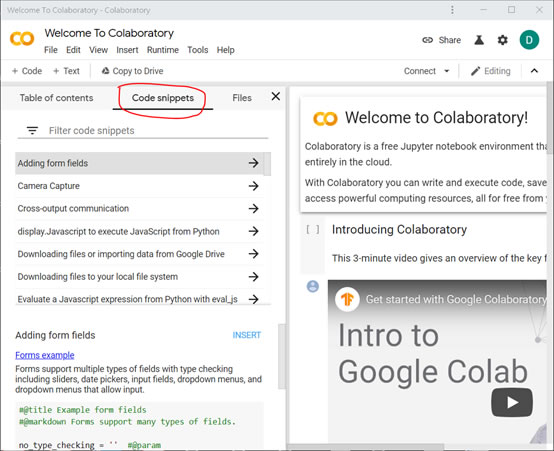 Welcome To Colaboratory - Colaboratory
Welcome To Colaboratory
File Edit View Insert Runtime Tools Help
Share
D
+ Code + Text Copy to Drive
Connect
Editing
Table of contents
Code snippets
Files
Filter code snippets
Adding form fields
Camera Capture
Cross-output communication
display.Javascript to execute JavaScript from Python
Downloading files or importing data from Google Drive
Downloading files to your local file system
Evaluate a Javascript expression from Python with eval_js
Adding form fields
INSERT
Forms example
Forms support multiple types of fields with type checking
including sliders, date pickers, input fields, dropdown menus, and
dropdown menus that allow input.
#@title Example form fields
#@markdown Forms support many types of fields.
no_type_checking = ''  #@param
Welcome to Colaboratory!
Colaboratory is a free Jupyter notebook environment tha
entirely in the cloud.
With Colaboratory you can write and execute code, save
access powerful computing resources, all for free from y
[ ]
Introducing Colaboratory
This 3-minute video gives an overview of the key f
Get started with Google Colaboratory
Intro to
Google Colab